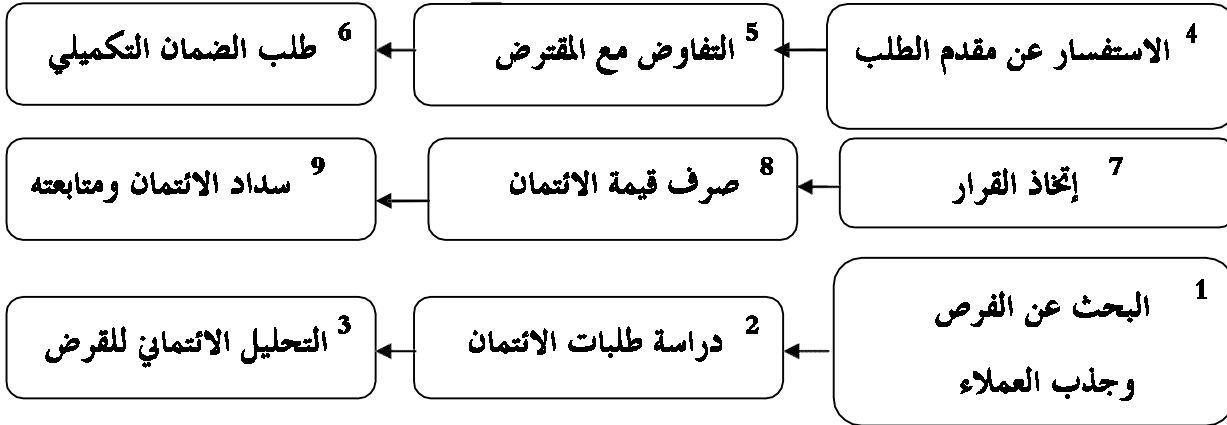 4 الاستفسار عن مقدم الطلب
5 التفاوض مع المقترض
6 طلب الضمان التكميلي
7 إتخاذ القرار
8 صرف قيمة الائتمان
9 سداد الائتمان ومتابعته
1 البحث عن الفرص
وجذب العملاء
2 دراسة طلبات الائتمان
3 التحليل الائتماني للقرض